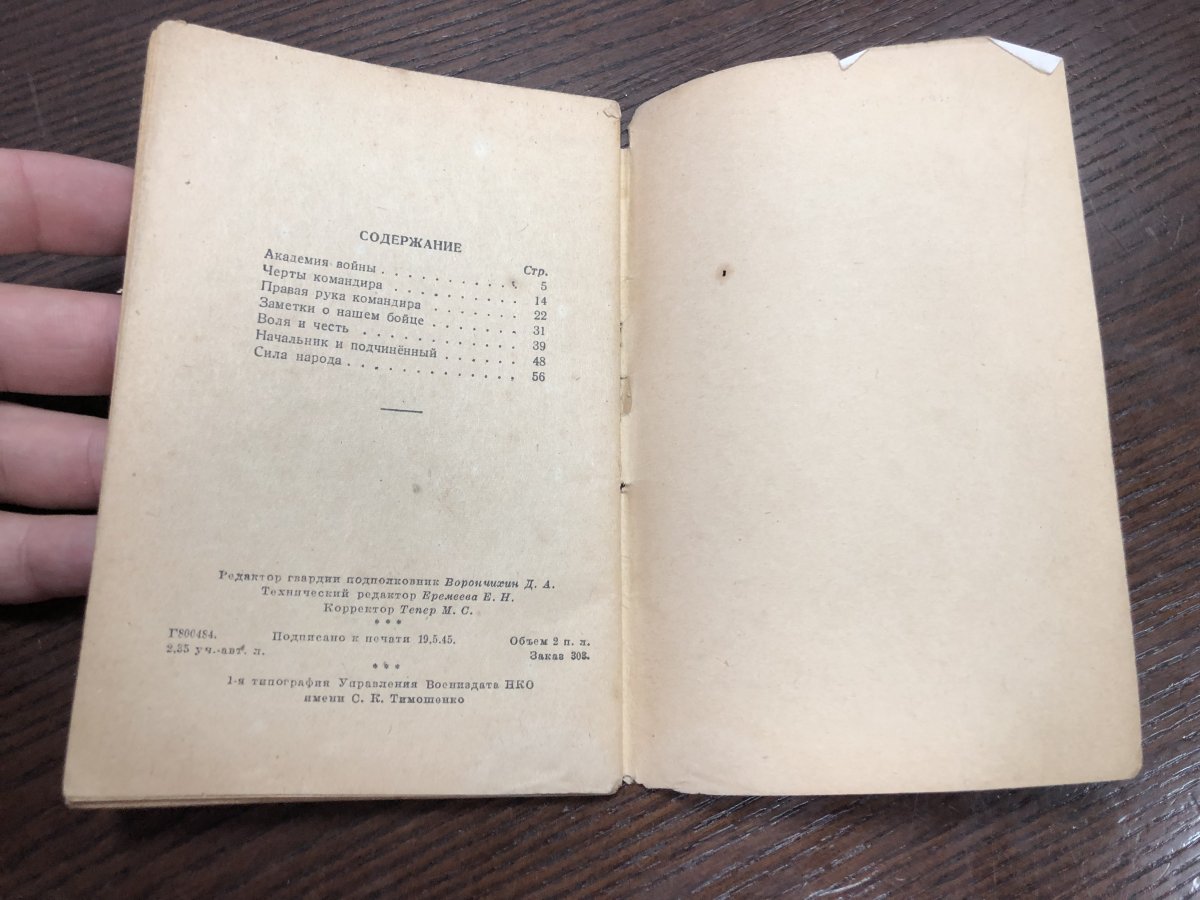 СОДЕРЖАНИЕ
Стр.
Академия войны . . . . . . . . . . 5
Черты командира . . . . . . . . . 14
Правая рука командира . . . . . . . 22
Заметки о нашем бойце . . . . . . . 31
Воля и честь . . . . . . . . . . . 39
Начальник и подчинённый . . . . . . 48
Сила народа . . . . . . . . . . . . 56
Редактор гвардии подполковник Ворончихин Д. А.
Технический редактор Еремеева Е. Н.
Корректор Тепер М. С.
* * *
Г800484. Подписано к печати 19.5.45. Объем 2 п. л.
2,35 уч.-авт. л. Заказ 303.
* * *
1-я типография Управления Воениздата НКО
имени С. К. Тимошенко